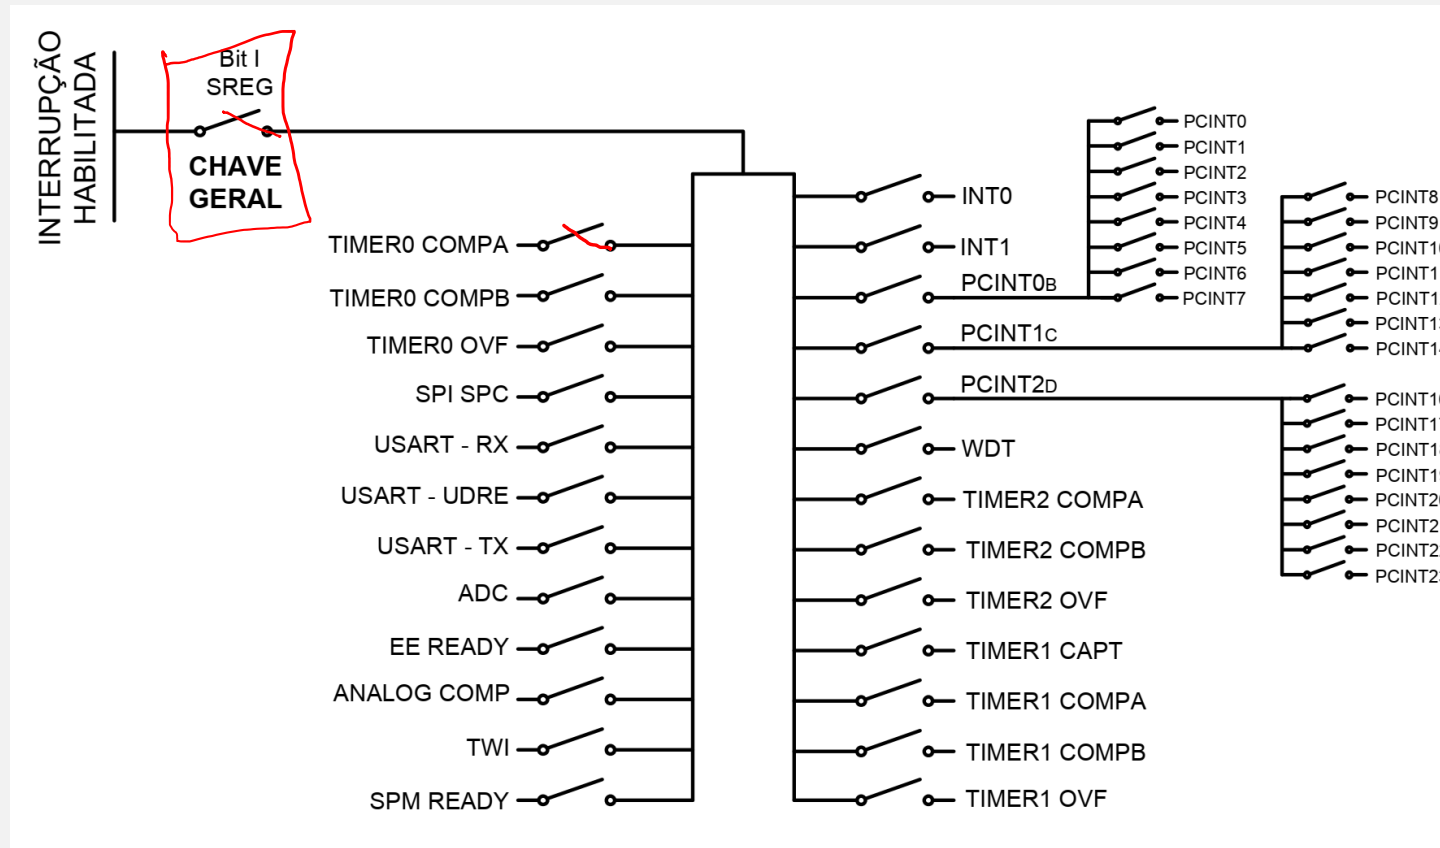 INTERRUPÇÃO
HABILITADA
Bit I
SREG
CHAVE
GERAL
TIMER0 COMPA
TIMER0 COMPB
TIMER0 OVF
SPI SPC
USART - RX
USART - UDRE
USART - TX
ADC
EE READY
ANALOG COMP
TWI
SPM READY
INT0
INT1
PCINT0B
PCINT1C
PCINT2D
WDT
TIMER2 COMPA
TIMER2 COMPB
TIMER2 OVF
TIMER1 CAPT
TIMER1 COMPA
TIMER1 COMPB
TIMER1 OVF
PCINT0
PCINT1
PCINT2
PCINT3
PCINT4
PCINT5
PCINT6
PCINT7
PCINT8
PCINT9